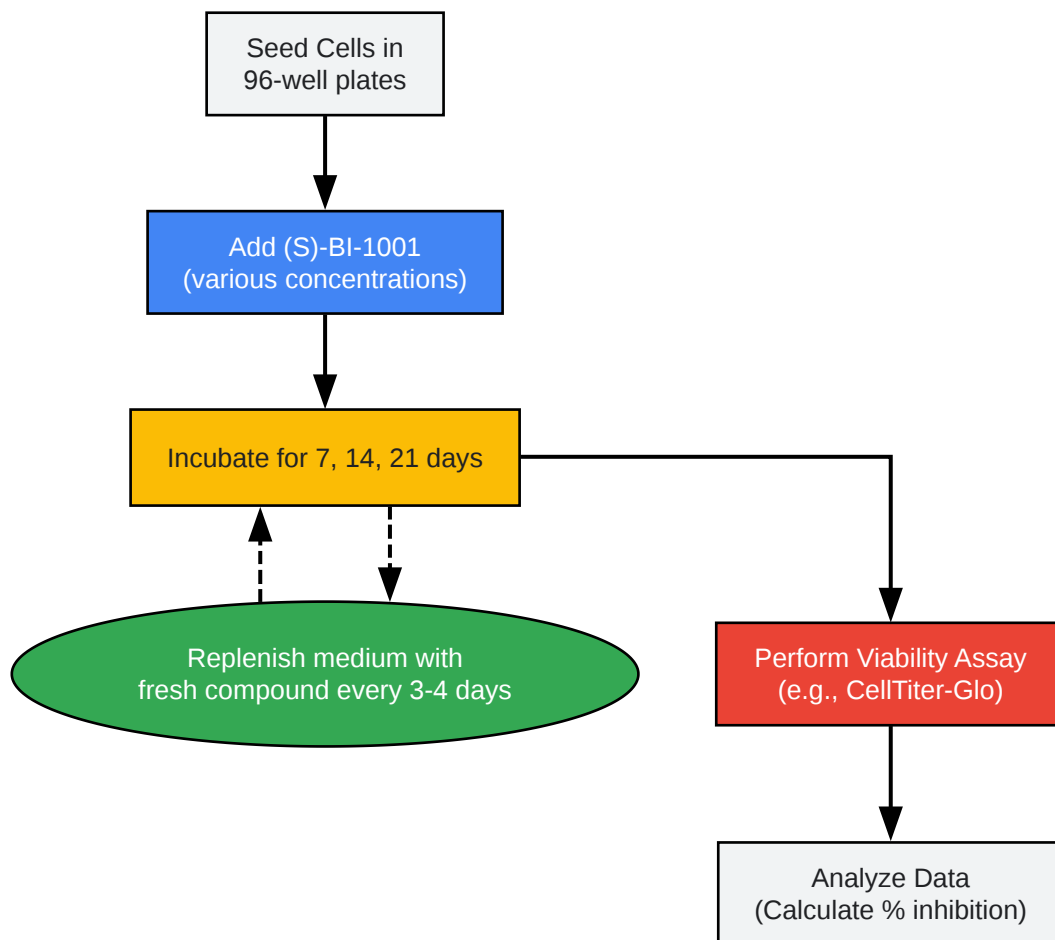 Seed Cells in
96-well plates
Add (S)-BI-1001
(various concentrations)
Incubate for 7, 14, 21 days
Replenish medium with
fresh compound every 3-4 days
Perform Viability Assay
(e.g., CellTiter-Glo)
Analyze Data
(Calculate % inhibition)